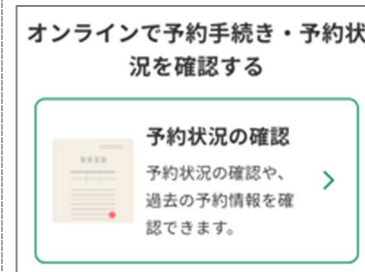 オンラインで予約手続き・予約状
況を確認する
予約状況の確認
予約状況の確認や、
過去の予約情報を確
認できます。